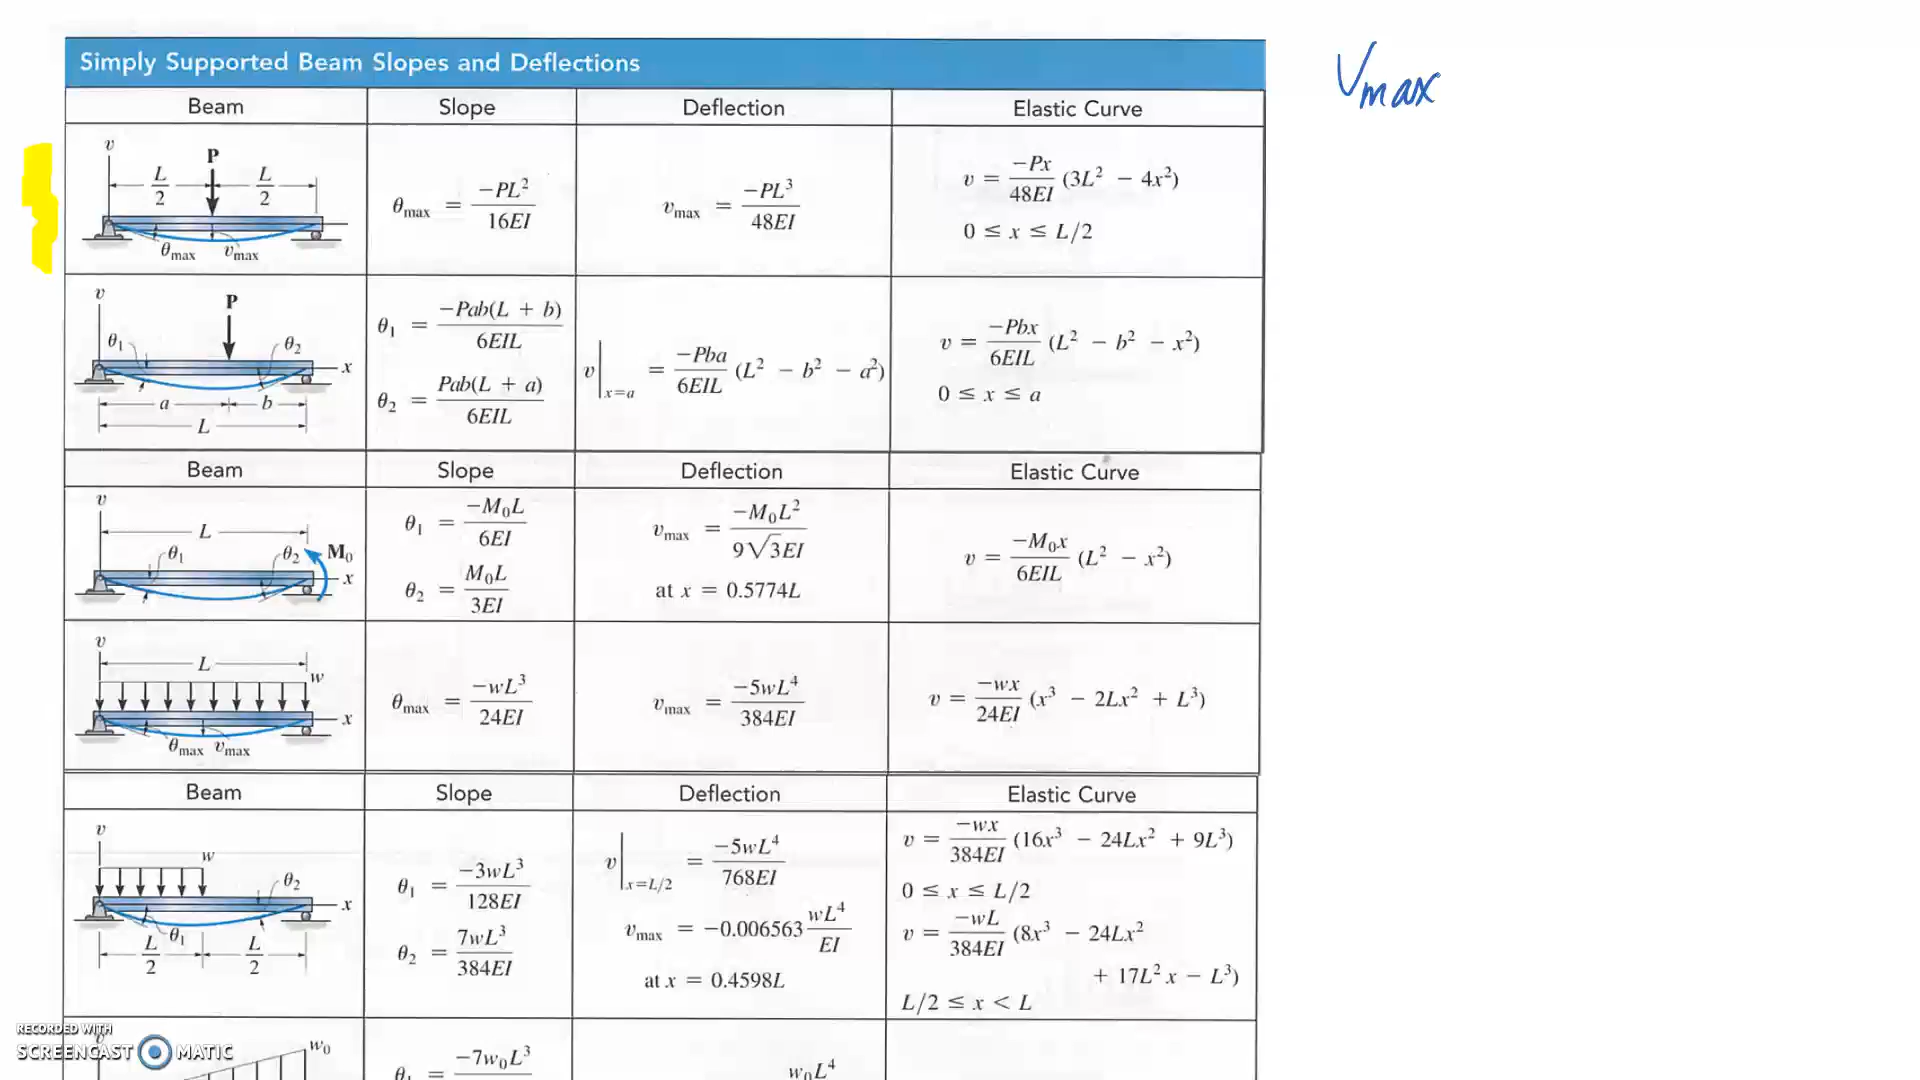 Simply Supported Beam Slopes and Deflections
Vmax
Beam Slope Deflection Elastic Curve
v P L/2 L/2 θmax vmax
θmax = -PL²/16EI
vmax = -PL³/48EI
v = -Px/48EI (3L² - 4x²)
0 ≤ x ≤ L/2
v P θ1 θ2 x a b L
θ1 = -Pab(L + b)/6EIL
θ2 = Pab(L + a)/6EIL
v|x=a = -Pba/6EIL (L² - b² - a²)
v = -Pbx/6EIL (L² - b² - x²)
0 ≤ x ≤ a
Beam Slope Deflection Elastic Curve
v L θ1 θ2 M0 x
θ1 = -M0L/6EI
θ2 = M0L/3EI
vmax = -M0L²/9√3EI
at x = 0.5774L
v = -M0x/6EIL (L² - x²)
v L w x θmax vmax
θmax = -wL³/24EI
vmax = -5wL⁴/384EI
v = -wx/24EI (x³ - 2Lx² + L³)
Beam Slope Deflection Elastic Curve
v w θ2 x θ1 L/2 L/2
θ1 = -3wL³/128EI
θ2 = 7wL³/384EI
v|x=L/2 = -5wL⁴/768EI
vmax = -0.006563 wL⁴/EI
at x = 0.4598L
v = -wx/384EI (16x³ - 24Lx² + 9L³)
0 ≤ x ≤ L/2
v = -wL/384EI (8x³ - 24Lx²
+ 17L²x - L³)
L/2 ≤ x < L
w0
θ1 = -7w0L³
w0L⁴
RECORDED WITH
SCREENCAST MATIC